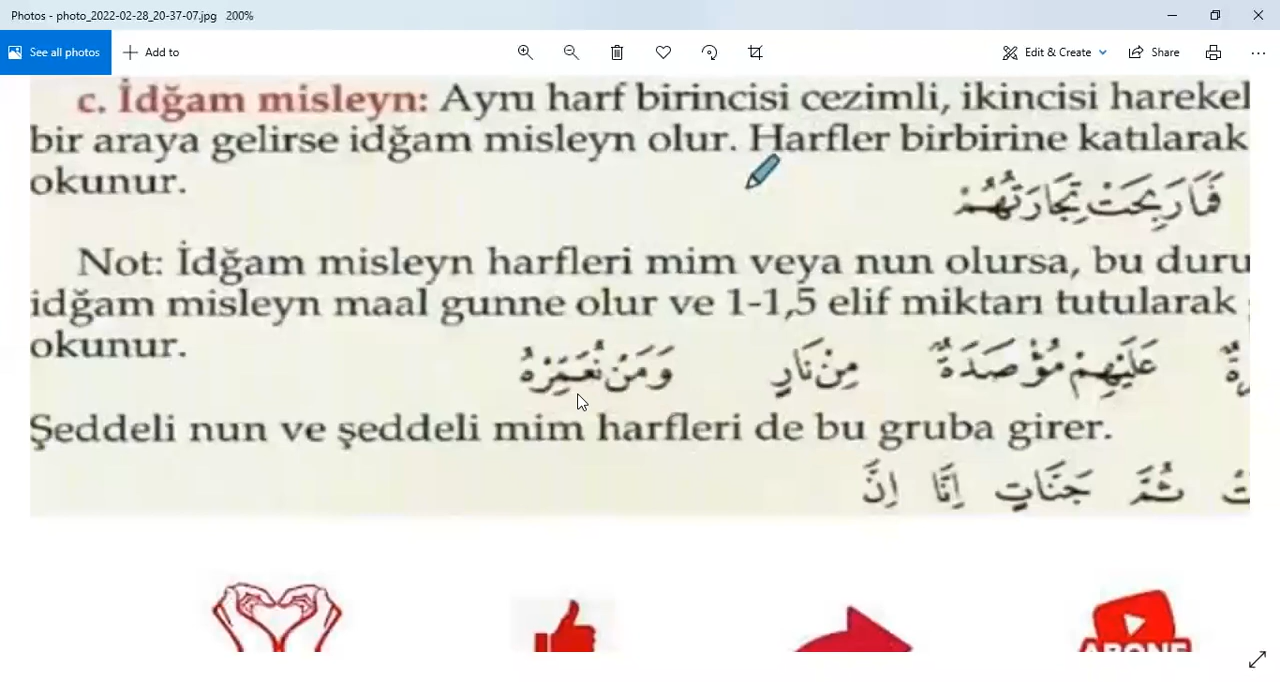 Photos - photo_2022-02-28_20-37-07.jpg 200%
See all photos Add to Edit & Create Share
c. İdğam misleyn: Aynı harf birincisi cezimli, ikincisi harekel
bir araya gelirse idğam misleyn olur. Harfler birbirine katılarak
okunur.
فَمَا رَبِحَتْ تِجَارَتُهُمْ
Not: İdğam misleyn harfleri mim veya nun olursa, bu duru
idğam misleyn maal gunne olur ve 1-1,5 elif miktarı tutularak
okunur.
عَلَيْهِمْ مُؤْصَدَةٌ مِنْ نَارٍ وَمَنْ نُعَمِّرْهُ
Şeddeli nun ve şeddeli mim harfleri de bu gruba girer.
ثُمَّ جَنَّاتٍ اِنَّا اِنَّ
ABONE